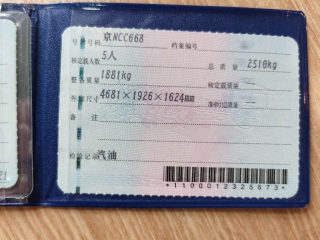 号牌号码 京NCC668 档案编号
核定载人数 5人 总质量 2510kg
整备质量 1881kg 核定载质量 --
外廓尺寸 4681×1926×1624mm 准牵引总质量 --
备注
检验记录 汽油
*1100012325673*